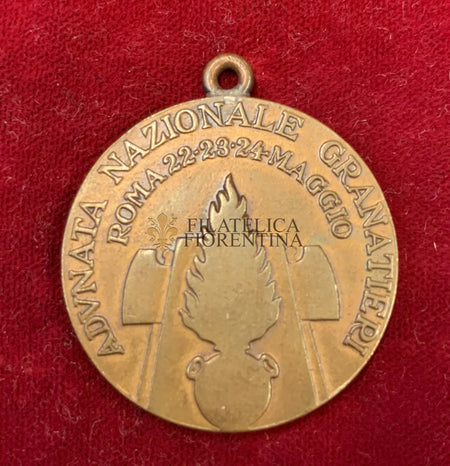 ADVNATA NAZIONALE GRANATIERI
ROMA 22·23·24·MAGGIO
FILATELICA
FIORENTINA